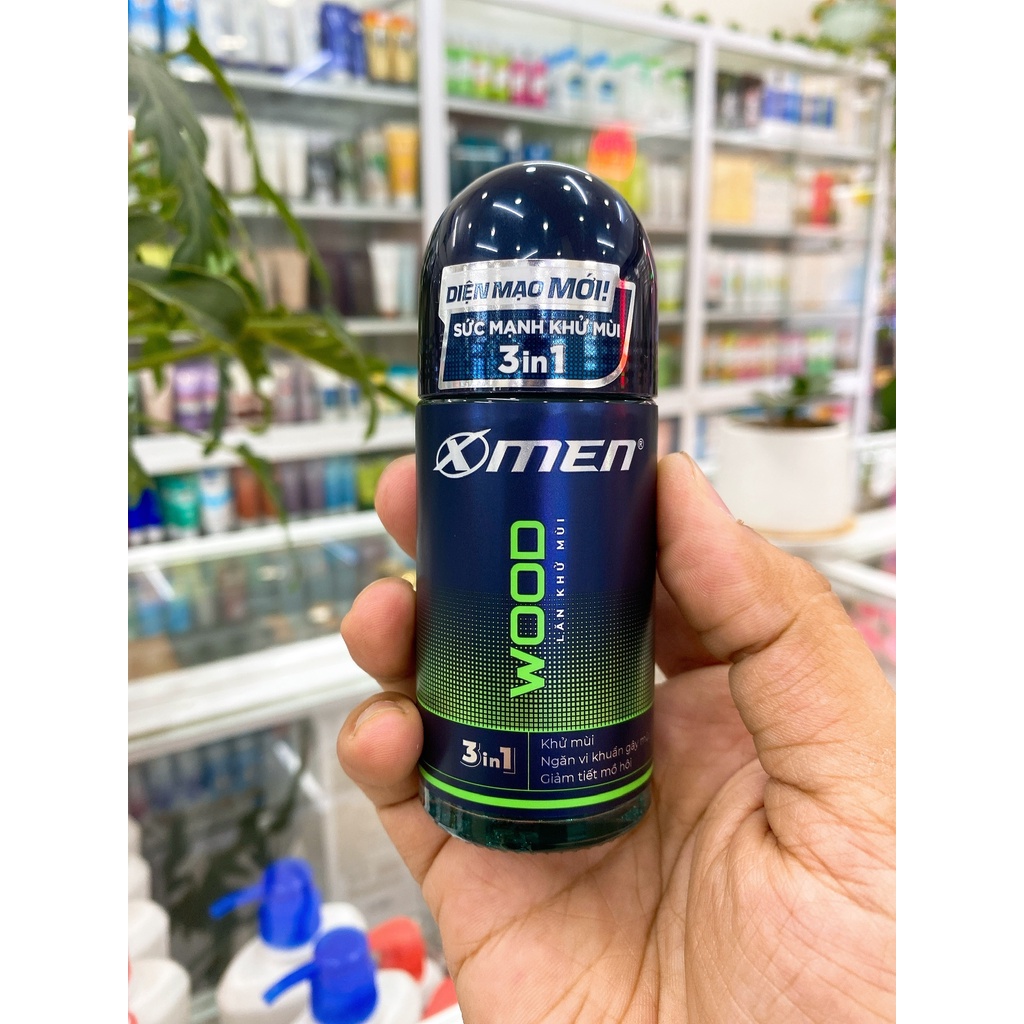 DIỆN MẠO MỚI!
SỨC MẠNH KHỬ MÙI
3in1
XMEN®
WOOD
LĂN KHỬ MÙI
3in1
Khử mùi
Ngăn vi khuẩn gây
Giảm tiết mồ hôi